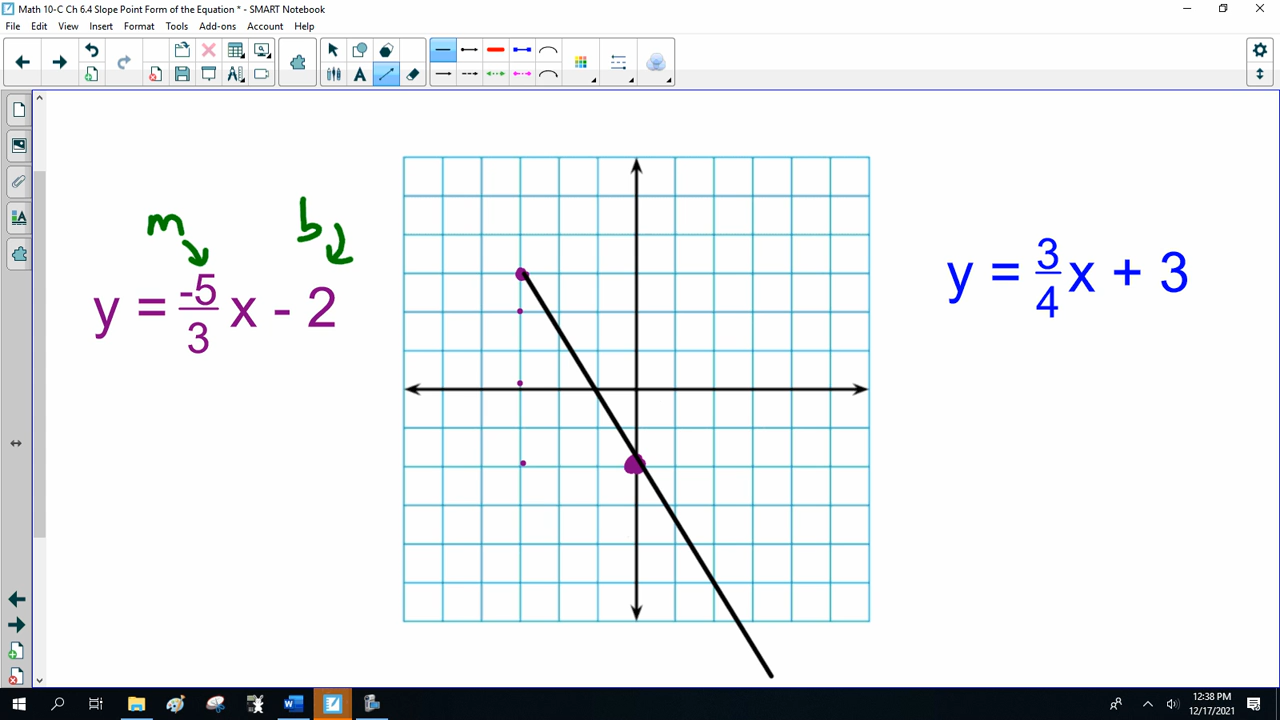 Math 10-C Ch 6.4 Slope Point Form of the Equation * - SMART Notebook
File Edit View Insert Format Tools Add-ons Account Help
m b
y = -5/3 x - 2
y = 3/4 x + 3
12:38 PM
12/17/2021